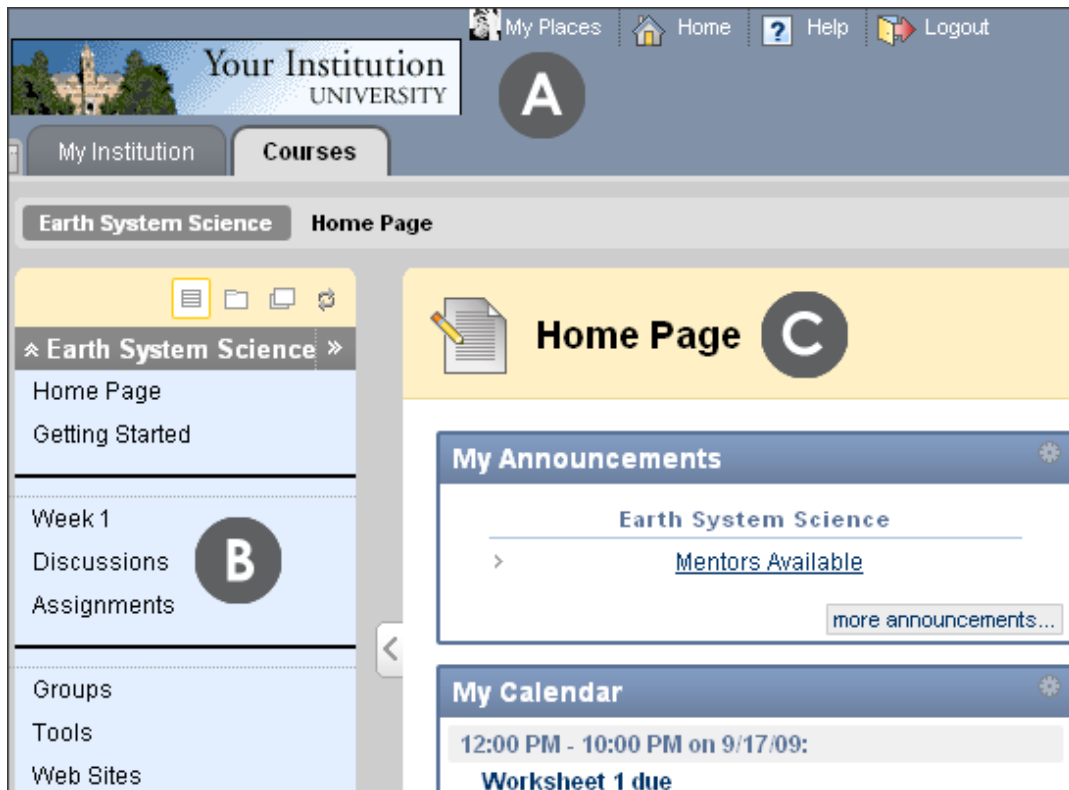 My Places Home ? Help Logout
Your Institution
UNIVERSITY
A
My Institution Courses
Earth System Science Home Page
Earth System Science
Home Page
Getting Started
Week 1
Discussions
Assignments
B
Groups
Tools
Web Sites
Home Page C
My Announcements
Earth System Science
Mentors Available
more announcements...
My Calendar
12:00 PM - 10:00 PM on 9/17/09:
Worksheet 1 due